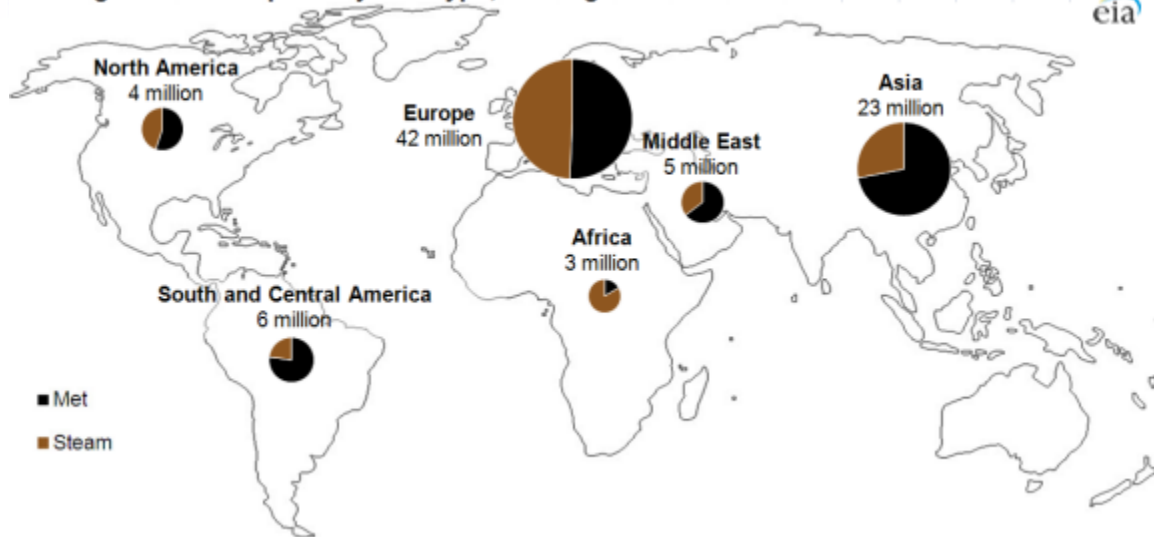 eia
North America
4 million
Europe
42 million
Asia
23 million
Middle East
5 million
Africa
3 million
South and Central America
6 million
Met
Steam